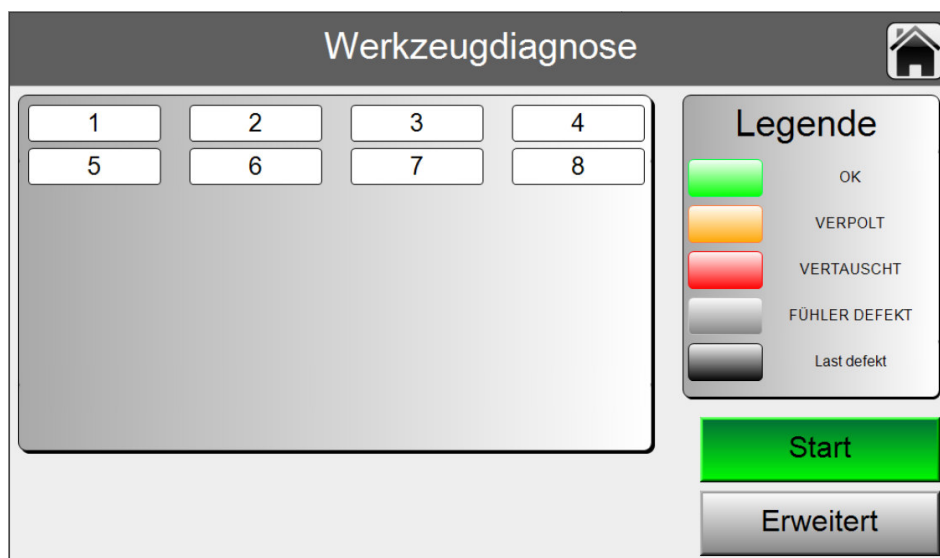 Werkzeugdiagnose
1 2 3 4
5 6 7 8
Legende
OK
VERPOLT
VERTAUSCHT
FÜHLER DEFEKT
Last defekt
Start
Erweitert